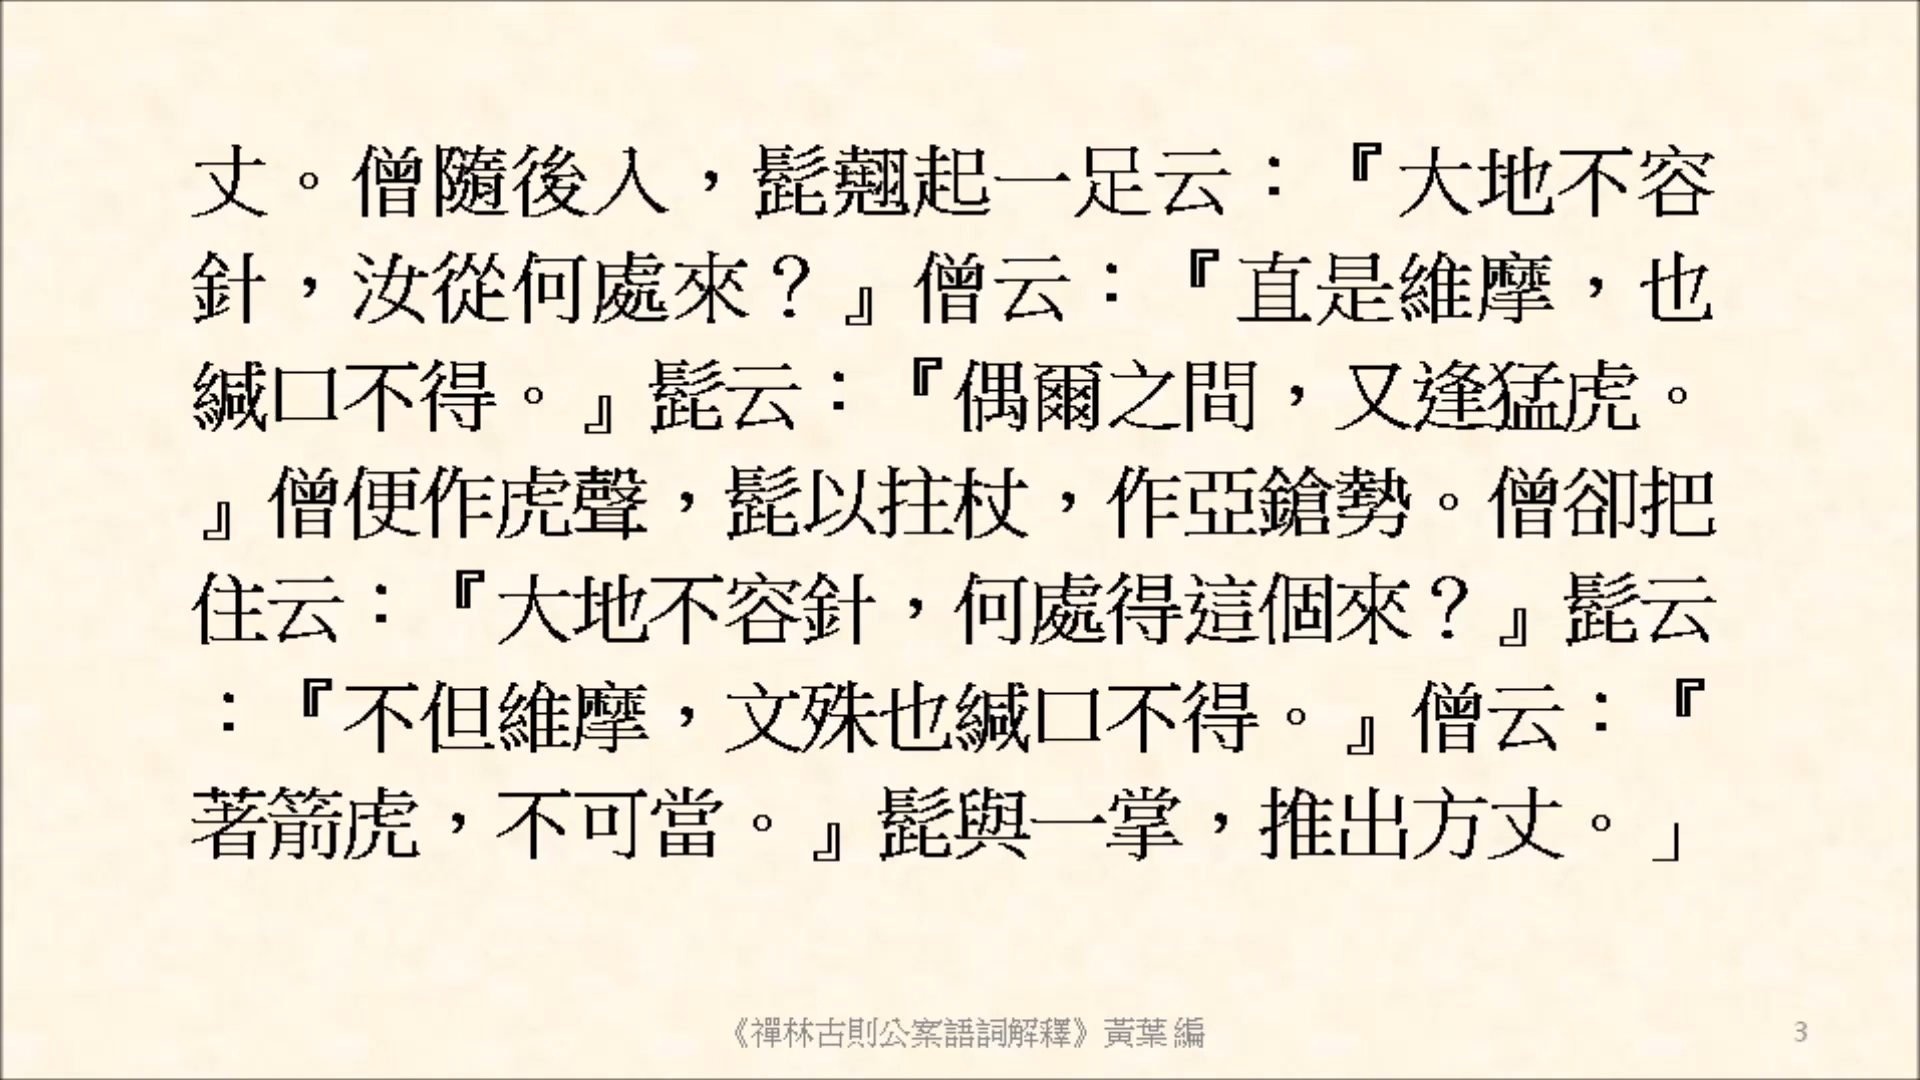 丈。僧隨後入，髭翹起一足云：『大地不容
針，汝從何處來？』僧云：『直是維摩，也
緘口不得。』髭云：『偶爾之間，又逢猛虎。
』僧便作虎聲，髭以拄杖，作亞鎗勢。僧卻把
住云：『大地不容針，何處得這個來？』髭云
：『不但維摩，文殊也緘口不得。』僧云：『
著箭虎，不可當。』髭與一掌，推出方丈。」
《禪林古則公案語詞解釋》黃葉 編
3